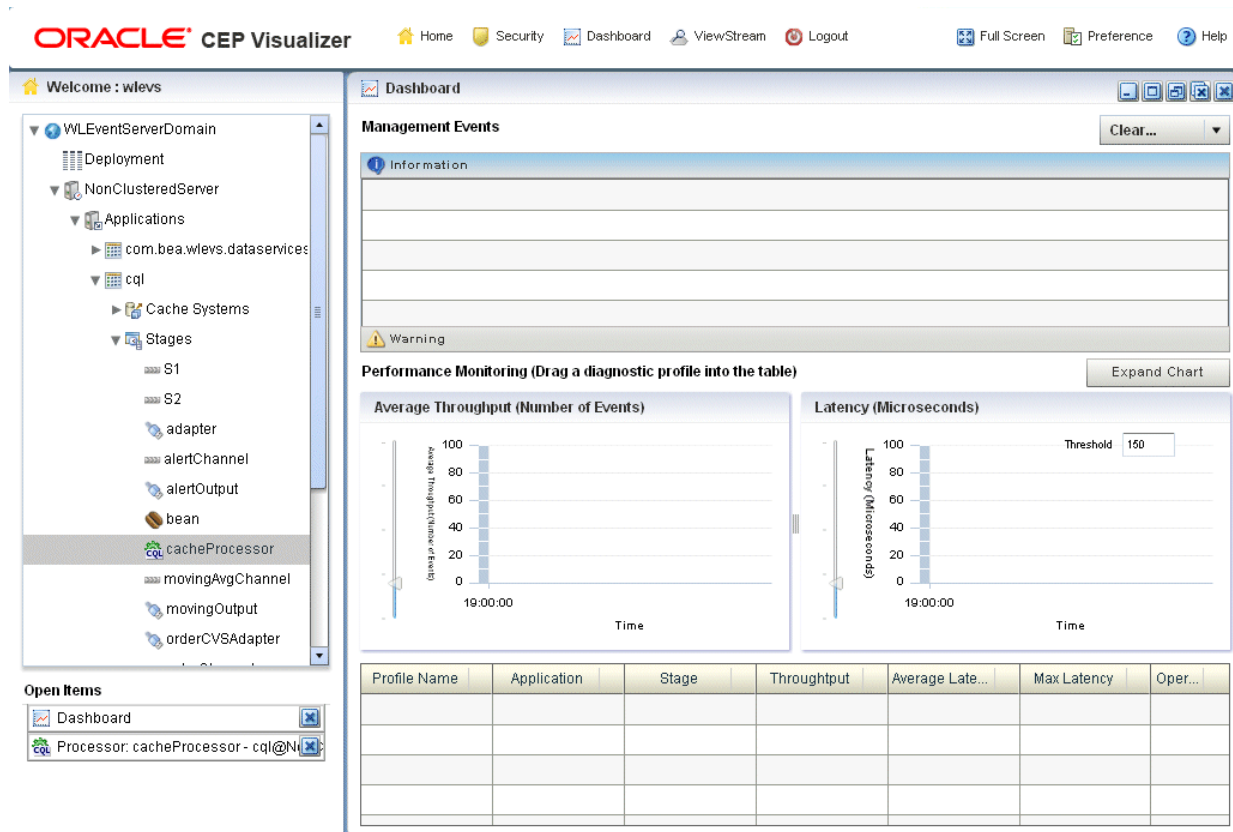 ORACLE CEP Visualizer
Home Security Dashboard ViewStream Logout Full Screen Preference Help
Welcome : wlevs
WLEventServerDomain
Deployment
NonClusteredServer
Applications
com.bea.wlevs.dataservices
cql
Cache Systems
Stages
S1
S2
adapter
alertChannel
alertOutput
bean
cacheProcessor
movingAvgChannel
movingOutput
orderCVSAdapter
Open Items
Dashboard
Processor: cacheProcessor - cql@N
Dashboard
Management Events
Clear...
Information
Warning
Performance Monitoring (Drag a diagnostic profile into the table)
Expand Chart
Average Throughput (Number of Events)
Average Throughput(Number of Events)
100
80
60
40
20
0
19:00:00
Time
Latency (Microseconds)
Threshold 150
Latency (Microseconds)
100
80
60
40
20
0
19:00:00
Time
Profile Name Application Stage Throughtput Average Late... Max Latency Oper...